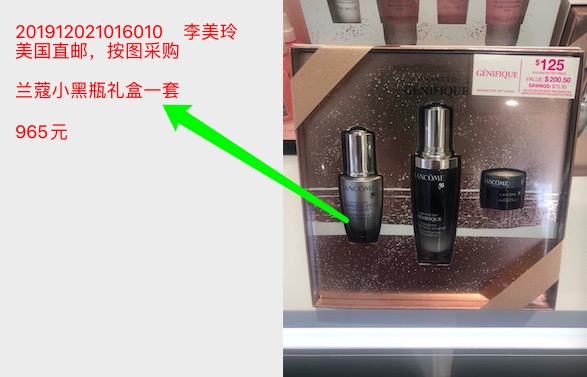 201912021016010 李美玲
美国直邮，按图采购
兰蔻小黑瓶礼盒一套
965元
ADVANCED
GÉNIFIQUE
GÉNIFIQUE
$125
VALUE: $200.50
SAVINGS: $75.50
LANCÔME
LANCÔME
ADVANCED
GÉNIFIQUE
LANCÔME